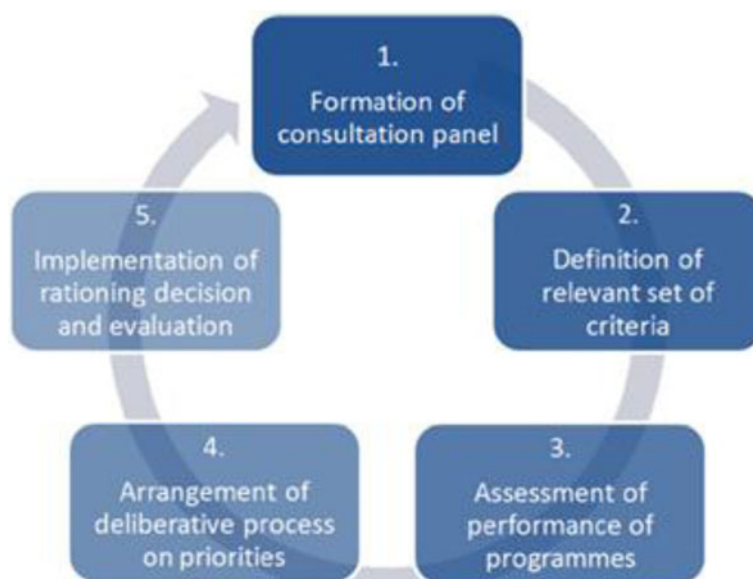 1.
Formation of
consultation panel
2.
Definition of
relevant set of
criteria
3.
Assessment of
performance of
programmes
4.
Arrangement of
deliberative process
on priorities
5.
Implementation of
rationing decision
and evaluation